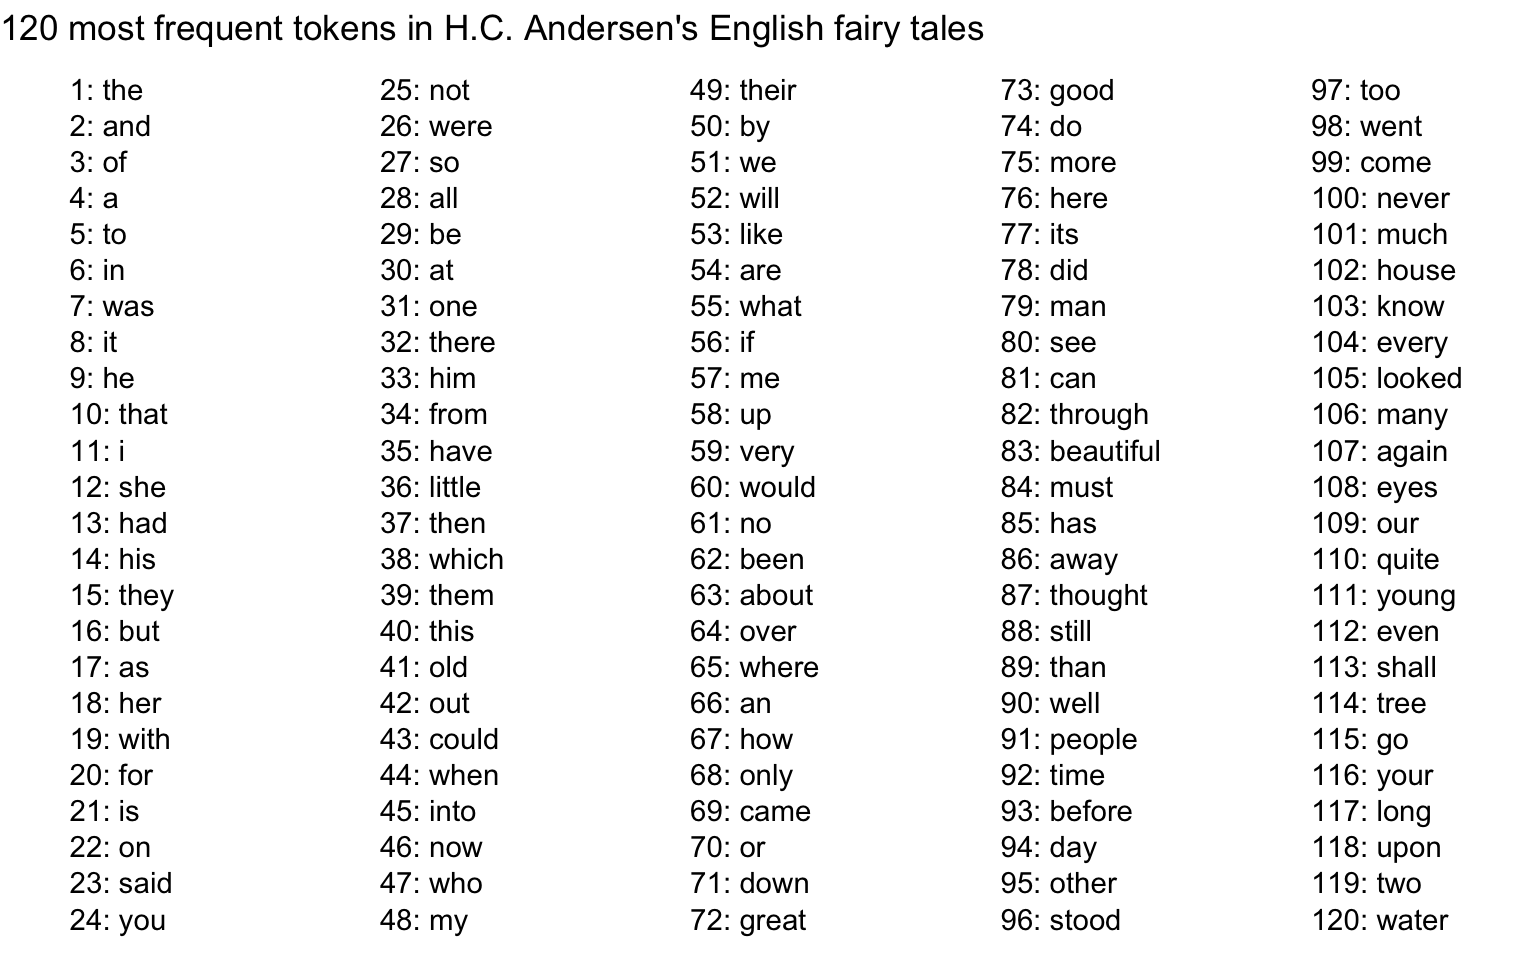 120 most frequent tokens in H.C. Andersen's English fairy tales
1: the
2: and
3: of
4: a
5: to
6: in
7: was
8: it
9: he
10: that
11: i
12: she
13: had
14: his
15: they
16: but
17: as
18: her
19: with
20: for
21: is
22: on
23: said
24: you
25: not
26: were
27: so
28: all
29: be
30: at
31: one
32: there
33: him
34: from
35: have
36: little
37: then
38: which
39: them
40: this
41: old
42: out
43: could
44: when
45: into
46: now
47: who
48: my
49: their
50: by
51: we
52: will
53: like
54: are
55: what
56: if
57: me
58: up
59: very
60: would
61: no
62: been
63: about
64: over
65: where
66: an
67: how
68: only
69: came
70: or
71: down
72: great
73: good
74: do
75: more
76: here
77: its
78: did
79: man
80: see
81: can
82: through
83: beautiful
84: must
85: has
86: away
87: thought
88: still
89: than
90: well
91: people
92: time
93: before
94: day
95: other
96: stood
97: too
98: went
99: come
100: never
101: much
102: house
103: know
104: every
105: looked
106: many
107: again
108: eyes
109: our
110: quite
111: young
112: even
113: shall
114: tree
115: go
116: your
117: long
118: upon
119: two
120: water